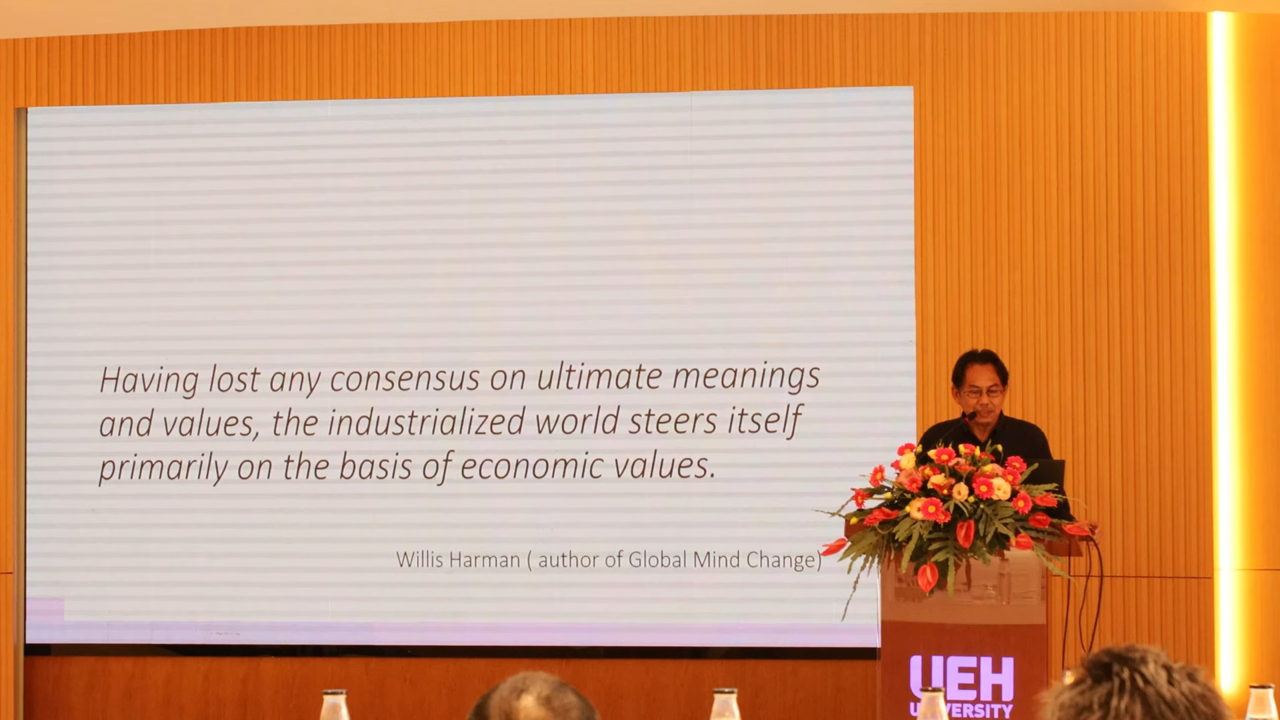 Having lost any consensus on ultimate meanings
and values, the industrialized world steers itself
primarily on the basis of economic values.
Willis Harman ( author of Global Mind Change)
UEH
UNIVERSITY